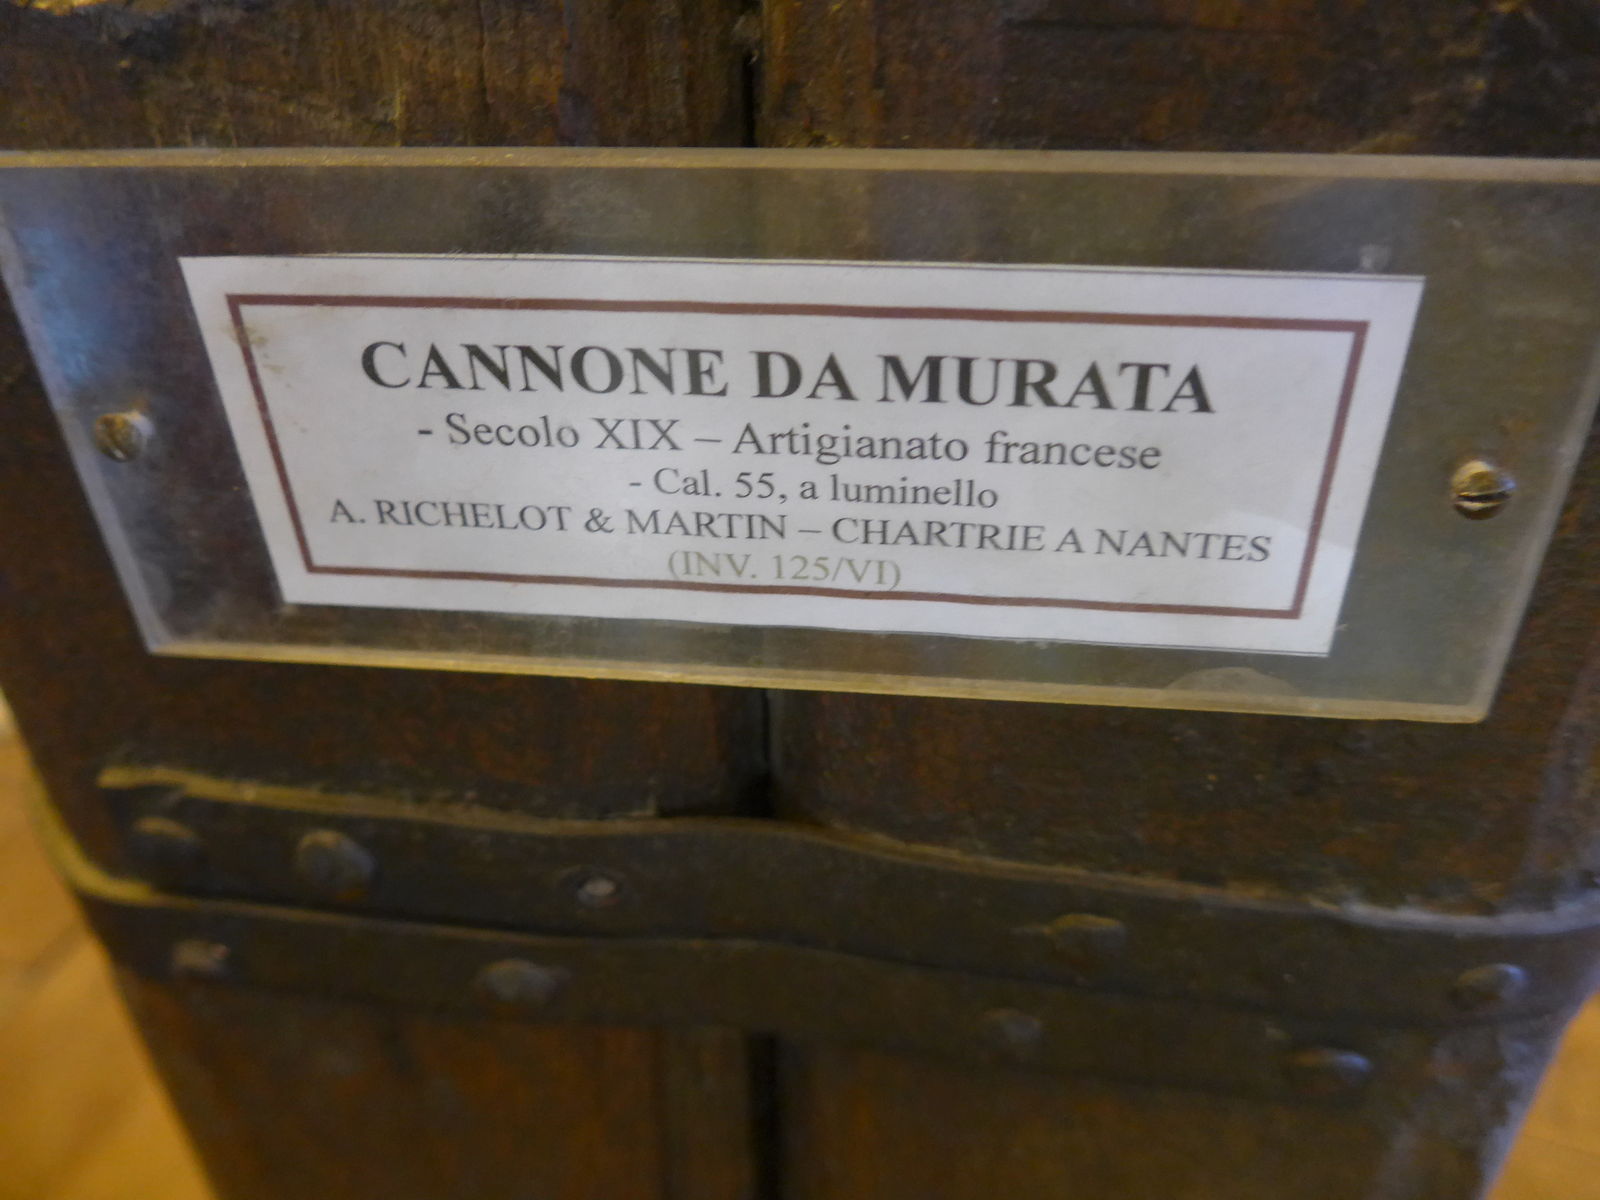 CANNONE DA MURATA
- Secolo XIX – Artigianato francese
- Cal. 55, a luminello
A. RICHELOT & MARTIN – CHARTRIE A NANTES
(INV. 125/VI)